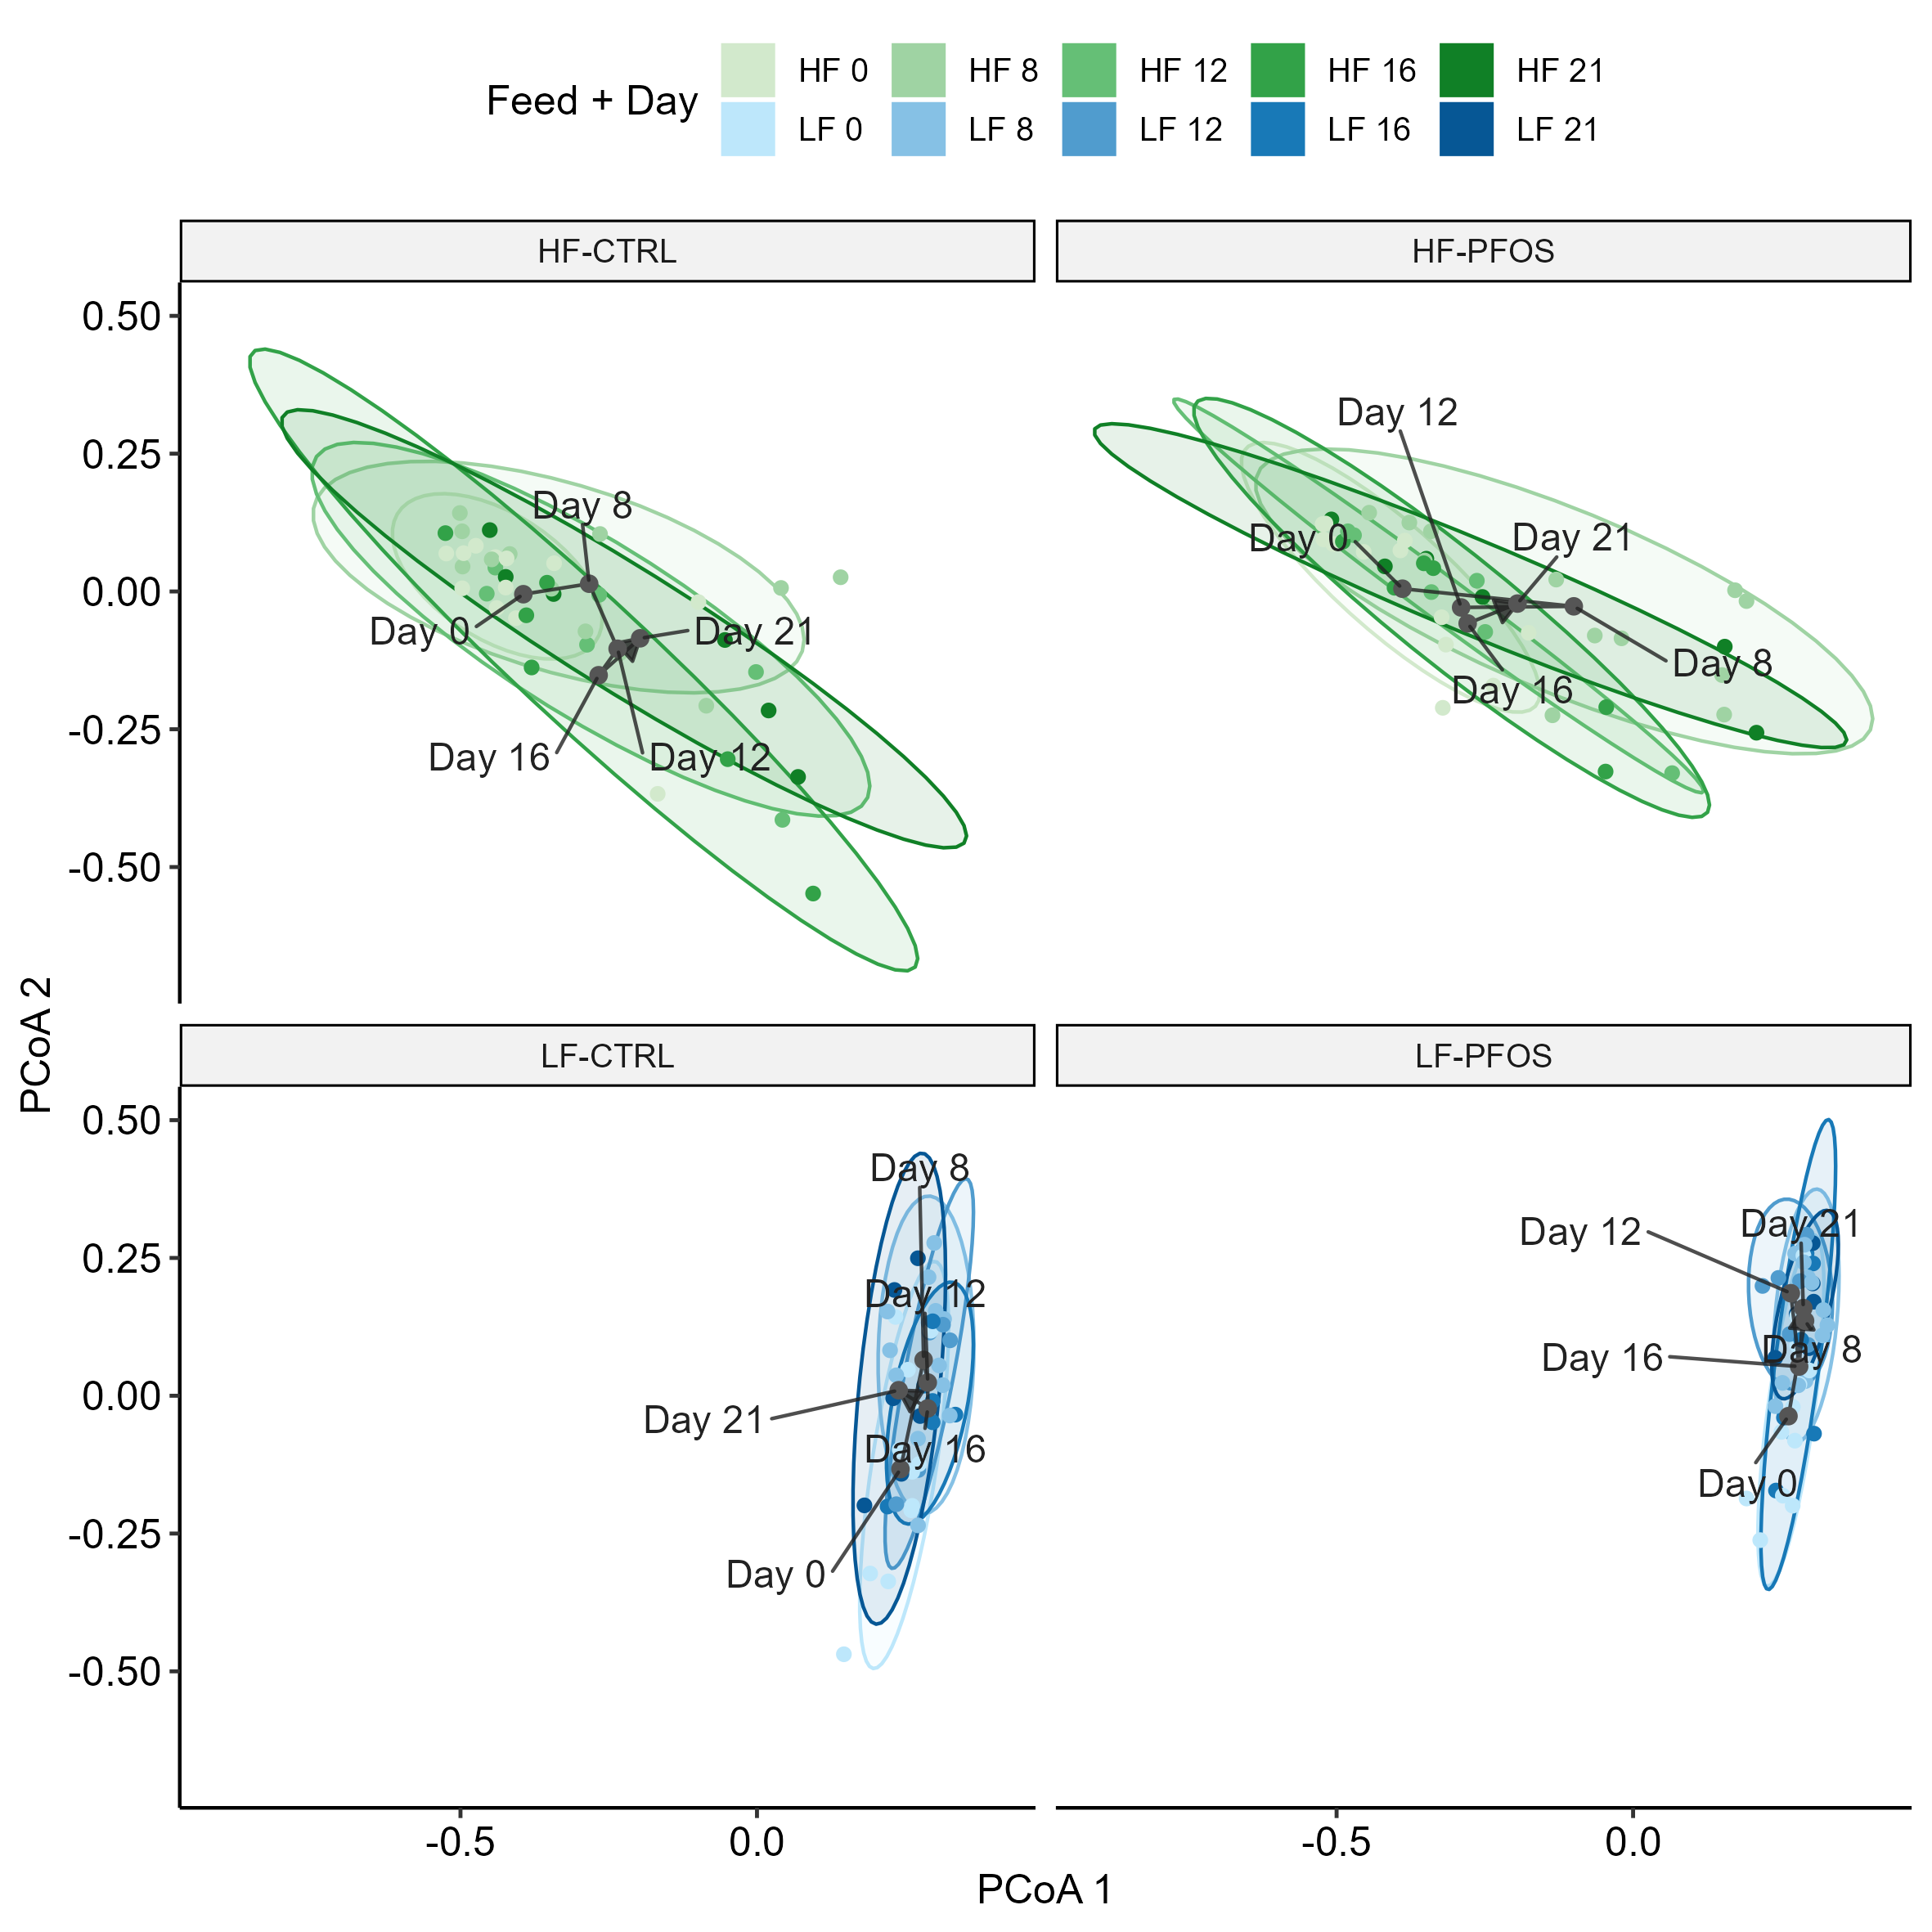 Feed + Day
HF 0 HF 8 HF 12 HF 16 HF 21
LF 0 LF 8 LF 12 LF 16 LF 21
HF-CTRL HF-PFOS
0.50
0.25
0.00
-0.25
-0.50
Day 8
Day 0
Day 21
Day 16
Day 12
Day 12
Day 0
Day 21
Day 8
Day 16
PCoA 2
LF-CTRL LF-PFOS
0.50
0.25
0.00
-0.25
-0.50
Day 8
Day 12
Day 21
Day 16
Day 0
Day 21
Day 12
Day 16
Day 8
Day 0
-0.5 0.0 -0.5 0.0
PCoA 1